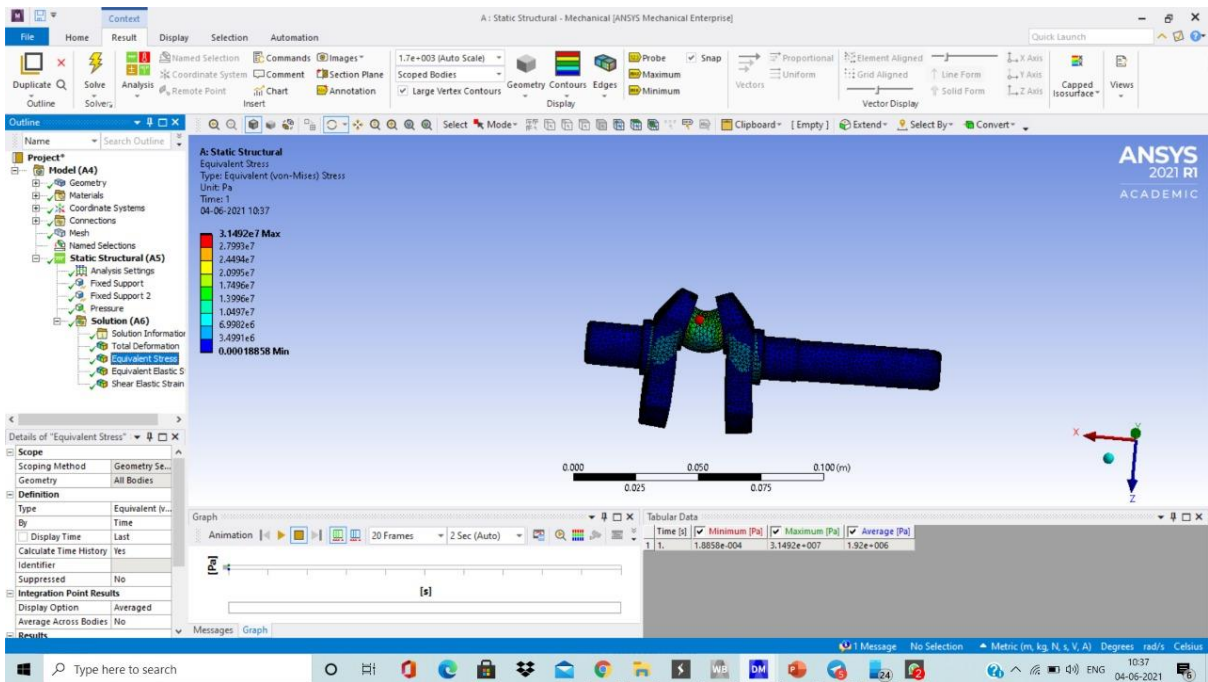 Context
A : Static Structural - Mechanical [ANSYS Mechanical Enterprise]
File Home Result Display Selection Automation
Quick Launch
Duplicate Q
Solve
Analysis
Named Selection
Coordinate System
Remote Point
Commands
Comment
Chart
Images
Section Plane
Annotation
1.7e+003 (Auto Scale)
Scoped Bodies
Large Vertex Contours
Geometry Contours Edges
Probe
Maximum
Minimum
Snap
Vectors
Proportional
Uniform
Element Aligned
Grid Aligned
Line Form
Solid Form
X Axis
Y Axis
Z Axis
Capped
Isosurface
Views
Outline Solver Insert Display Vector Display
Outline
Select Mode Clipboard [ Empty ] Extend Select By Convert
Name Search Outline
Project*
Model (A4)
Geometry
Materials
Coordinate Systems
Connections
Mesh
Named Selections
Static Structural (A5)
Analysis Settings
Fixed Support
Fixed Support 2
Pressure
Solution (A6)
Solution Information
Total Deformation
Equivalent Stress
Equivalent Elastic S
Shear Elastic Strain
A: Static Structural
Equivalent Stress
Type: Equivalent (von-Mises) Stress
Unit: Pa
Time: 1
04-06-2021 10:37
3.1492e7 Max
2.7993e7
2.4494e7
2.0995e7
1.7496e7
1.3996e7
1.0497e7
6.9982e6
3.4991e6
0.00018858 Min
ANSYS
2021 R1
ACADEMIC
0.000 0.050 0.100 (m)
0.025 0.075
X
Y
Z
Details of "Equivalent Stress"
Scope
Scoping Method Geometry Se...
Geometry All Bodies
Definition
Type Equivalent (v...
By Time
Display Time Last
Calculate Time History Yes
Identifier
Suppressed No
Integration Point Results
Display Option Averaged
Average Across Bodies No
Results
Graph
Animation 20 Frames 2 Sec (Auto)
[Pa]
[s]
Messages Graph
Tabular Data
Time [s] Minimum [Pa] Maximum [Pa] Average [Pa]
1 1. 1.8858e-004 3.1492e+007 1.92e+006
1 Message No Selection Metric (m, kg, N, s, V, A) Degrees rad/s Celsius
Type here to search
WB
DM
24
ENG
10:37
04-06-2021
6